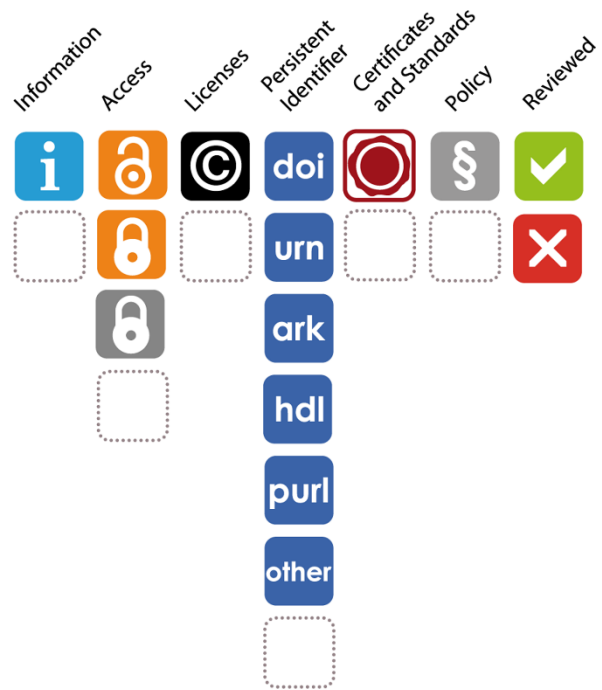 Information
Access
Licenses
Persistent
Identifier
Certificates
and Standards
Policy
Reviewed
i
©
doi
§
urn
ark
hdl
purl
other